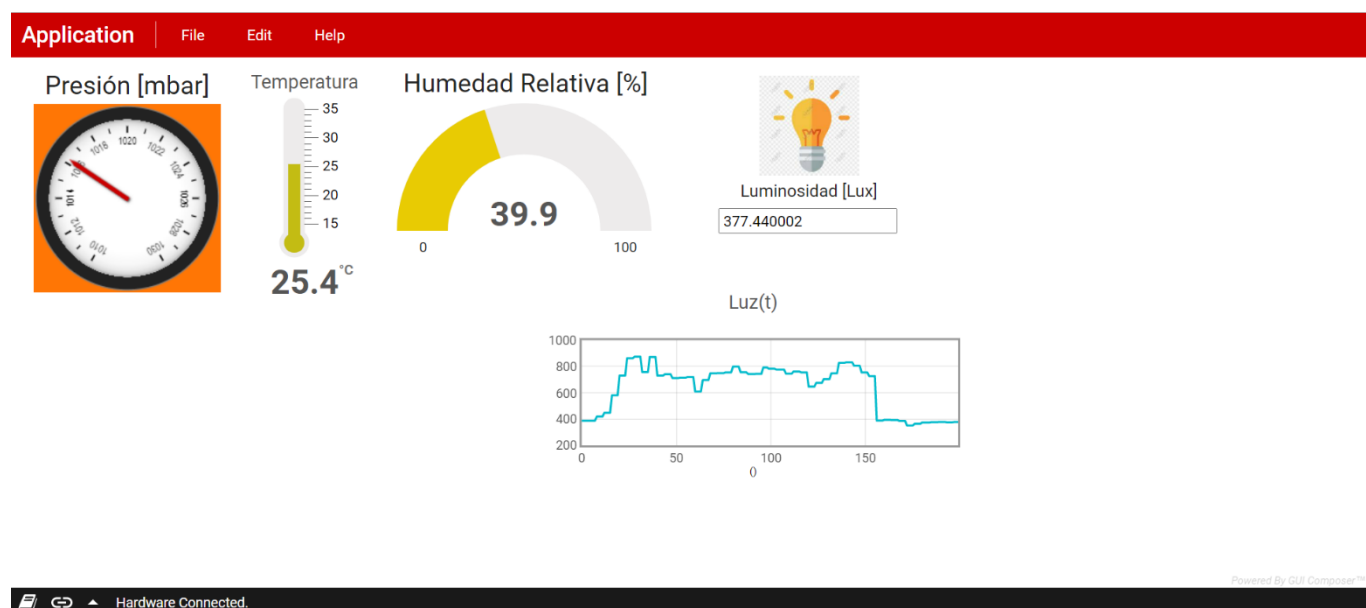 Application File Edit Help
Presión [mbar]
1010
1012
1014
1016
1018
1020
1022
1024
1026
1028
1030
Temperatura
35
30
25
20
15
25.4°C
Humedad Relativa [%]
39.9
0 100
Luminosidad [Lux]
377.440002
Luz(t)
1000
800
600
400
200
0 50 100 150
()
Powered By GUI Composer™
Hardware Connected.